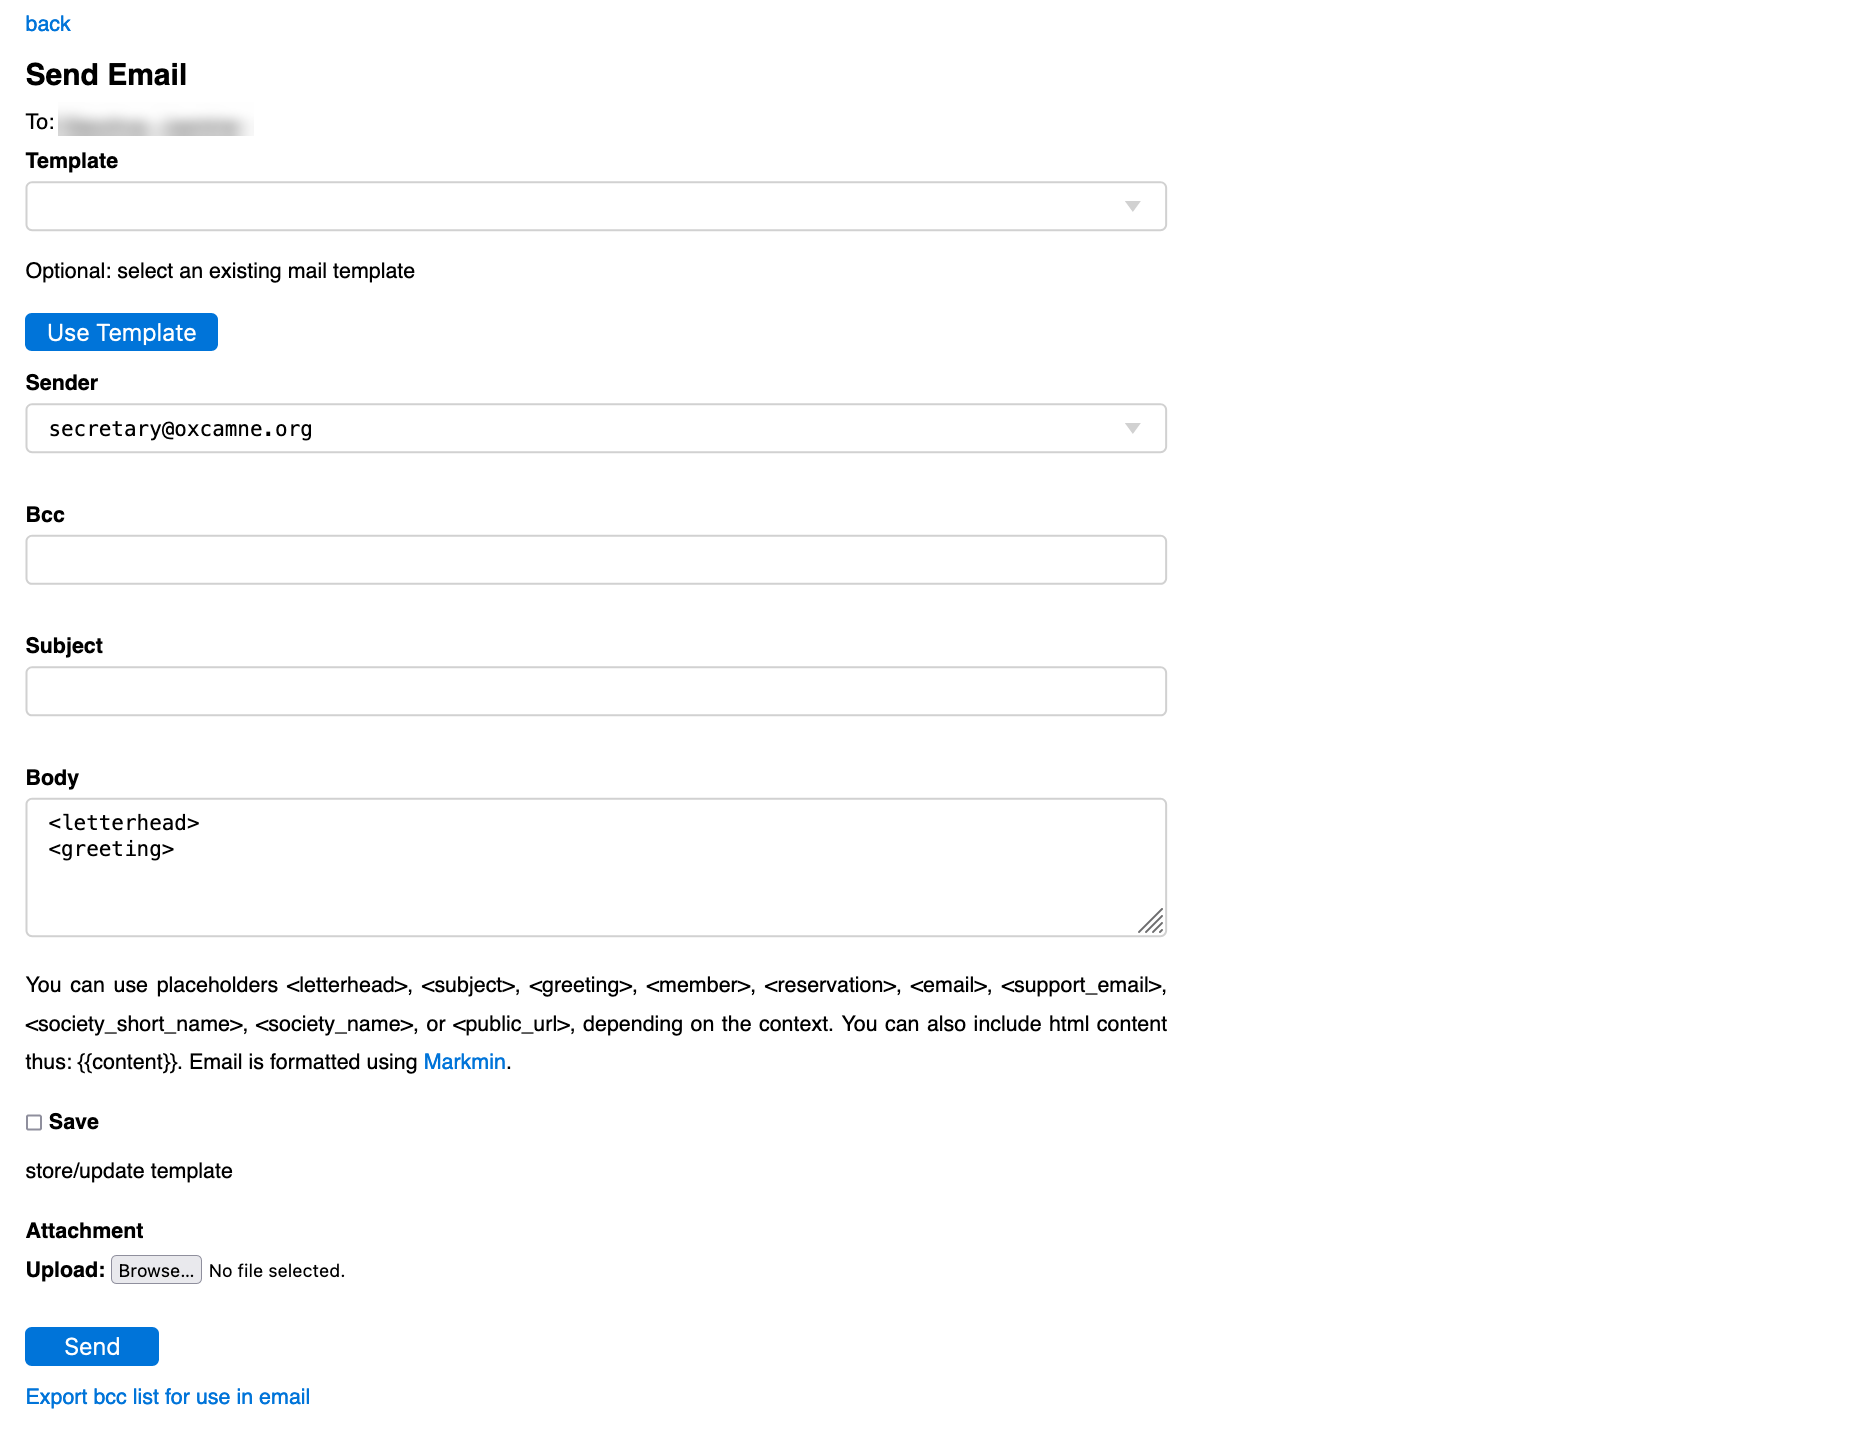 back
Send Email
To:
Template
Optional: select an existing mail template
Use Template
Sender
secretary@oxcamne.org
Bcc
Subject
Body
<letterhead>
<greeting>
You can use placeholders <letterhead>, <subject>, <greeting>, <member>, <reservation>, <email>, <support_email>,
<society_short_name>, <society_name>, or <public_url>, depending on the context. You can also include html content
thus: {{content}}. Email is formatted using Markmin.
Save
store/update template
Attachment
Upload: Browse... No file selected.
Send
Export bcc list for use in email